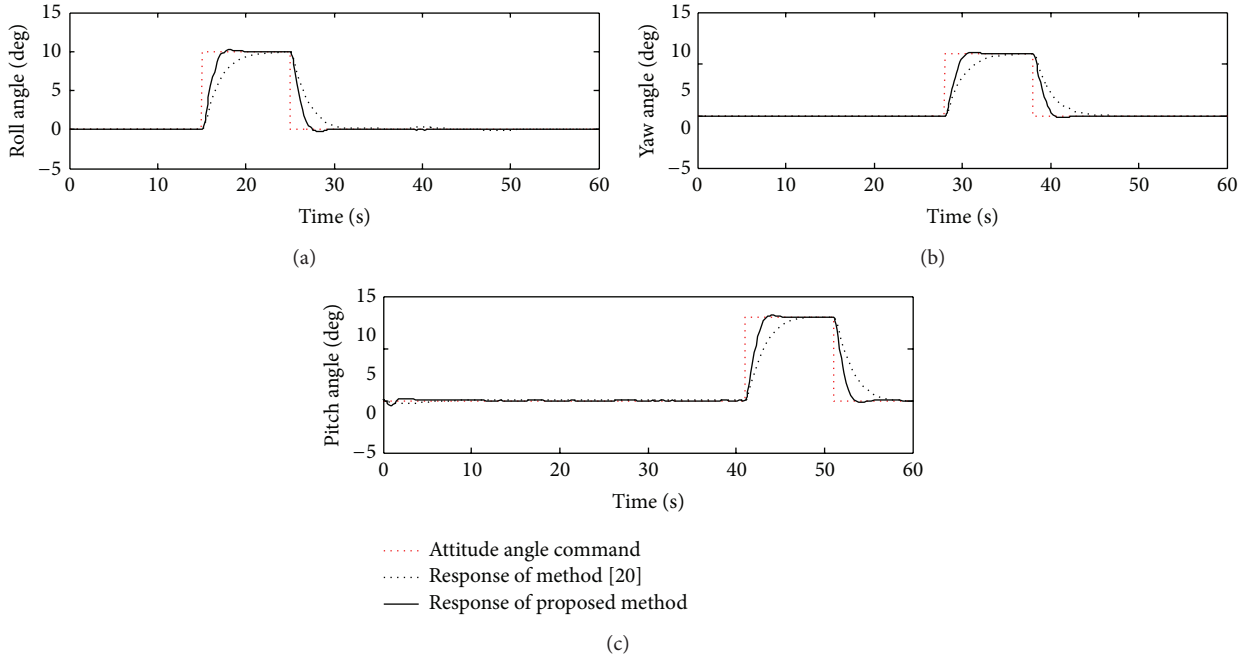 15
10
5
0
−5
Roll angle (deg)
0 10 20 30 40 50 60
Time (s)
(a)
15
10
5
0
−5
Yaw angle (deg)
0 10 20 30 40 50 60
Time (s)
(b)
15
10
5
0
−5
Pitch angle (deg)
0 10 20 30 40 50 60
Time (s)
Attitude angle command
Response of method [20]
Response of proposed method
(c)